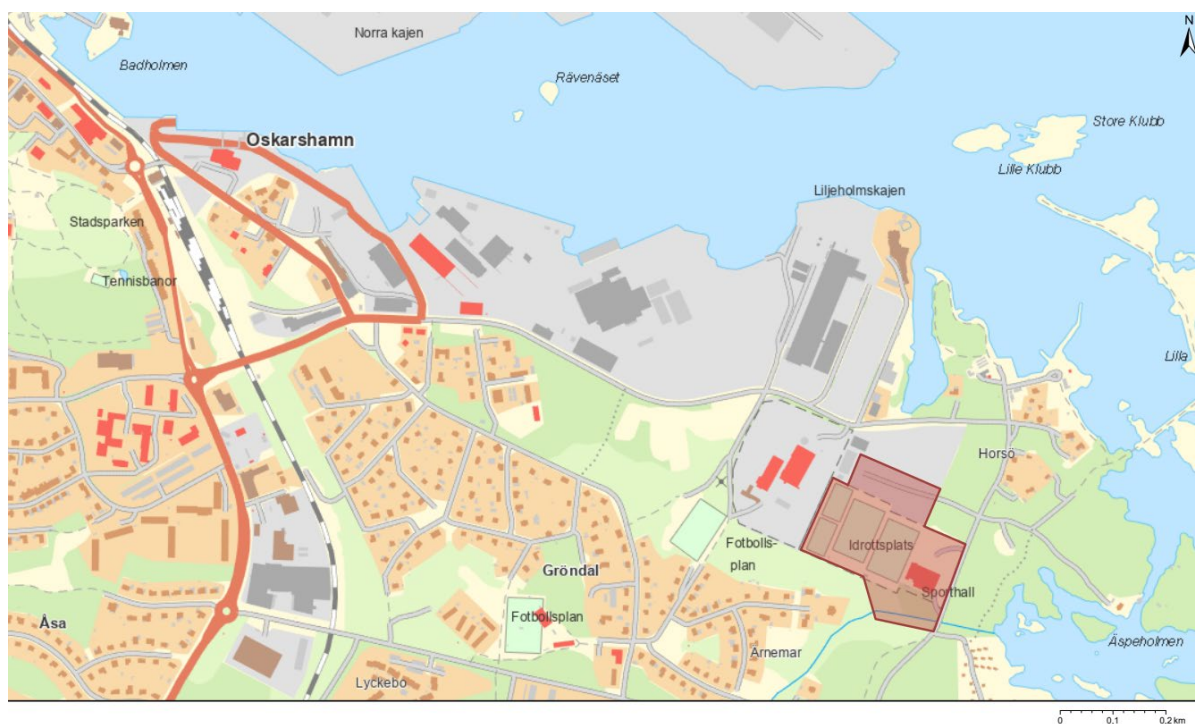 N
Norra kajen
Badholmen
Rävenäset
Store Klubb
Oskarshamn
Lille Klubb
Liljeholmskajen
Stadsparken
Tennisbanor
Lilla
Horsö
Idrottsplats
Fotbolls-
plan
Gröndal
Sporthall
Fotbollsplan
Åsa
Äspeholmen
Arnemar
Lyckebo
0 0.1 0.2 km